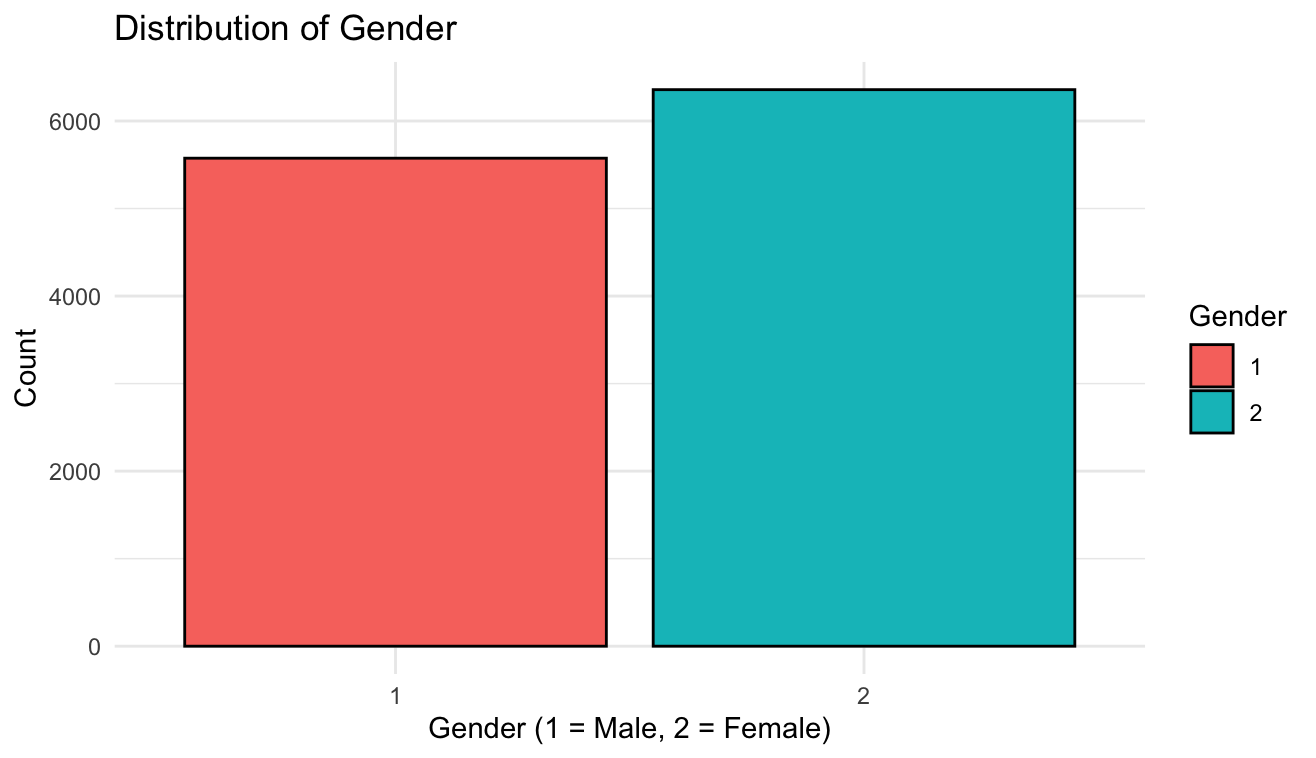 Distribution of Gender
6000
4000
2000
0
Count
1
2
Gender (1 = Male, 2 = Female)
Gender
1
2